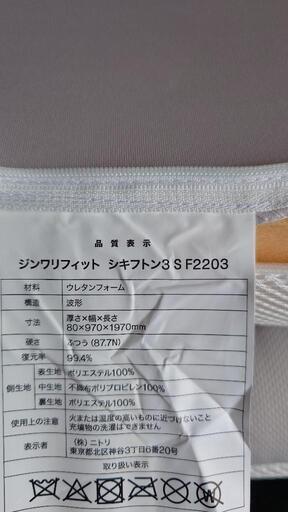 品質表示
ジンワリフィット シキフトン3 S F2203
材料 ウレタンフォーム
構造 波形
寸法 厚さ×幅×長さ
80×970×1970mm
硬さ ふつう (87.7N)
復元率 99.4%
側生地 表生地 ポリエステル100%
中生地 不織布ポリプロピレン100%
裏生地 ポリエステル100%
使用上の注意 火または温度の高いものに近づけないこと
充填物の洗濯はできません
表示者 (株) ニトリ
東京都北区神谷3丁目6番20号
取り扱い表示